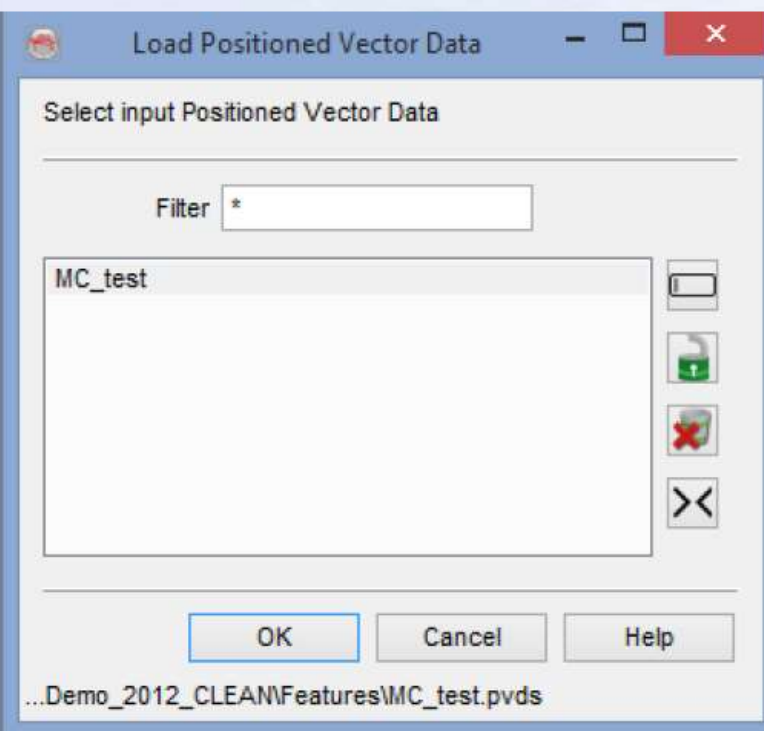 Load Positioned Vector Data
Select input Positioned Vector Data
Filter *
MC_test
OK Cancel Help
...Demo_2012_CLEAN\Features\MC_test.pvds